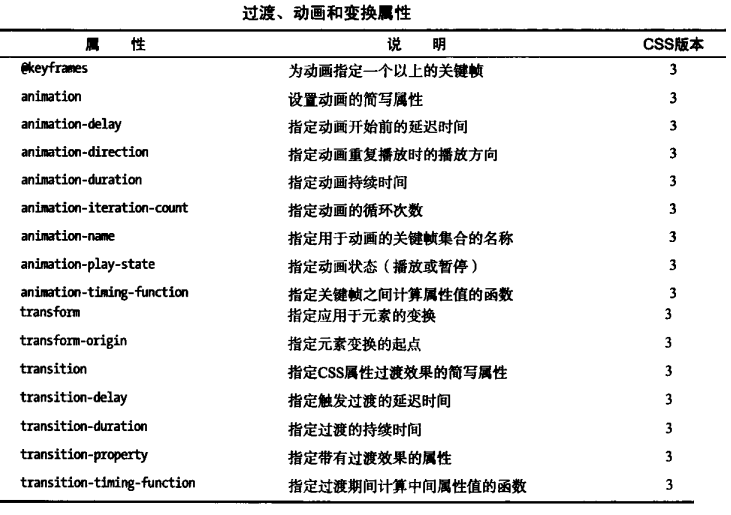 过渡、动画和变换属性
属 性 说 明 CSS版本
@keyframes 为动画指定一个以上的关键帧 3
animation 设置动画的简写属性 3
animation-delay 指定动画开始前的延迟时间 3
animation-direction 指定动画重复播放时的播放方向 3
animation-duration 指定动画持续时间 3
animation-iteration-count 指定动画的循环次数 3
animation-name 指定用于动画的关键帧集合的名称 3
animation-play-state 指定动画状态（播放或暂停） 3
animation-timing-function 指定关键帧之间计算属性值的函数 3
transform 指定应用于元素的变换 3
transform-origin 指定元素变换的起点 3
transition 指定CSS属性过渡效果的简写属性 3
transition-delay 指定触发过渡的延迟时间 3
transition-duration 指定过渡的持续时间 3
transition-property 指定带有过渡效果的属性 3
transition-timing-function 指定过渡期间计算中间属性值的函数 3